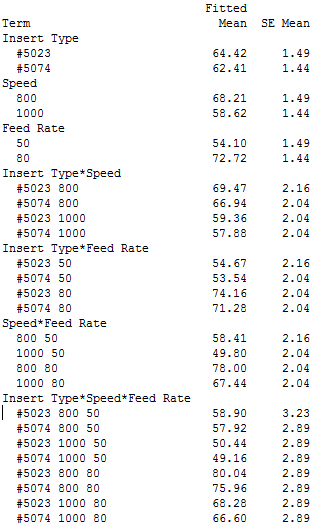 Fitted
Term Mean SE Mean
Insert Type
#5023 64.42 1.49
#5074 62.41 1.44
Speed
800 68.21 1.49
1000 58.62 1.44
Feed Rate
50 54.10 1.49
80 72.72 1.44
Insert Type*Speed
#5023 800 69.47 2.16
#5074 800 66.94 2.04
#5023 1000 59.36 2.04
#5074 1000 57.88 2.04
Insert Type*Feed Rate
#5023 50 54.67 2.16
#5074 50 53.54 2.04
#5023 80 74.16 2.04
#5074 80 71.28 2.04
Speed*Feed Rate
800 50 58.41 2.16
1000 50 49.80 2.04
800 80 78.00 2.04
1000 80 67.44 2.04
Insert Type*Speed*Feed Rate
#5023 800 50 58.90 3.23
#5074 800 50 57.92 2.89
#5023 1000 50 50.44 2.89
#5074 1000 50 49.16 2.89
#5023 800 80 80.04 2.89
#5074 800 80 75.96 2.89
#5023 1000 80 68.28 2.89
#5074 1000 80 66.60 2.89